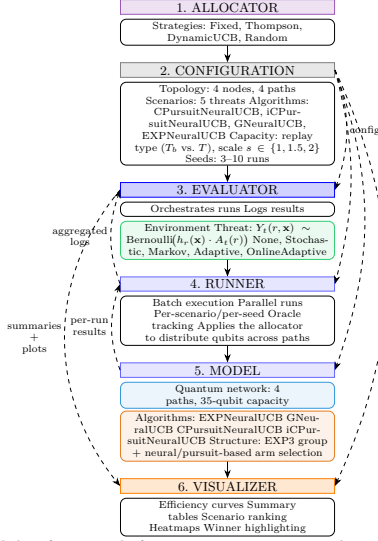 1. ALLOCATOR
Strategies: Fixed, Thompson,
DynamicUCB, Random
2. CONFIGURATION
Topology: 4 nodes, 4 paths
Scenarios: 5 threats Algorithms:
CPursuitNeuralUCB, iCPur-
suitNeuralUCB, GNeuralUCB,
EXPNeuralUCB Capacity: replay
type (T_b vs. T), scale s ∈ {1, 1.5, 2}
Seeds: 3–10 runs
config
3. EVALUATOR
Orchestrates runs Logs results
Environment Threat: Y_t(r, x) ∼
Bernoulli(h_r(x) · A_t(r)) None, Stochas-
tic, Markov, Adaptive, OnlineAdaptive
aggregated
logs
4. RUNNER
Batch execution Parallel runs
Per-scenario/per-seed Oracle
tracking Applies the allocator
to distribute qubits across paths
per-run
results
summaries
+
plots
5. MODEL
Quantum network: 4
paths, 35-qubit capacity
Algorithms: EXPNeuralUCB GNeu-
ralUCB CPursuitNeuralUCB iCPur-
suitNeuralUCB Structure: EXP3 group
+ neural/pursuit-based arm selection
6. VISUALIZER
Efficiency curves Summary
tables Scenario ranking
Heatmaps Winner highlighting